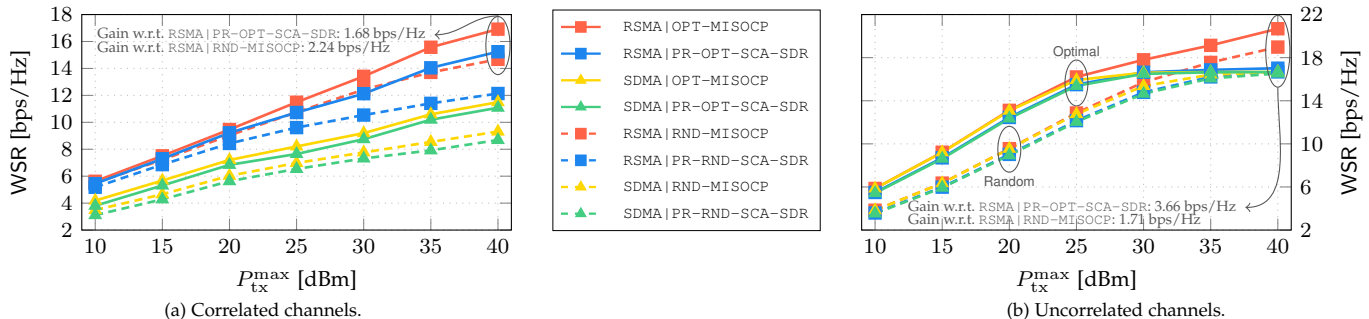 18
16
14
12
10
8
6
4
2
WSR [bps/Hz]
Gain w.r.t. RSMA|PR-OPT-SCA-SDR: 1.68 bps/Hz
Gain w.r.t. RSMA|RND-MISOCP: 2.24 bps/Hz
10 15 20 25 30 35 40
P_tx^max [dBm]
(a) Correlated channels.
RSMA|OPT-MISOCP
RSMA|PR-OPT-SCA-SDR
SDMA|OPT-MISOCP
SDMA|PR-OPT-SCA-SDR
RSMA|RND-MISOCP
RSMA|PR-RND-SCA-SDR
SDMA|RND-MISOCP
SDMA|PR-RND-SCA-SDR
Optimal
Random
Gain w.r.t. RSMA|PR-OPT-SCA-SDR: 3.66 bps/Hz
Gain w.r.t. RSMA|RND-MISOCP: 1.71 bps/Hz
22
18
14
10
6
2
WSR [bps/Hz]
10 15 20 25 30 35 40
P_tx^max [dBm]
(b) Uncorrelated channels.